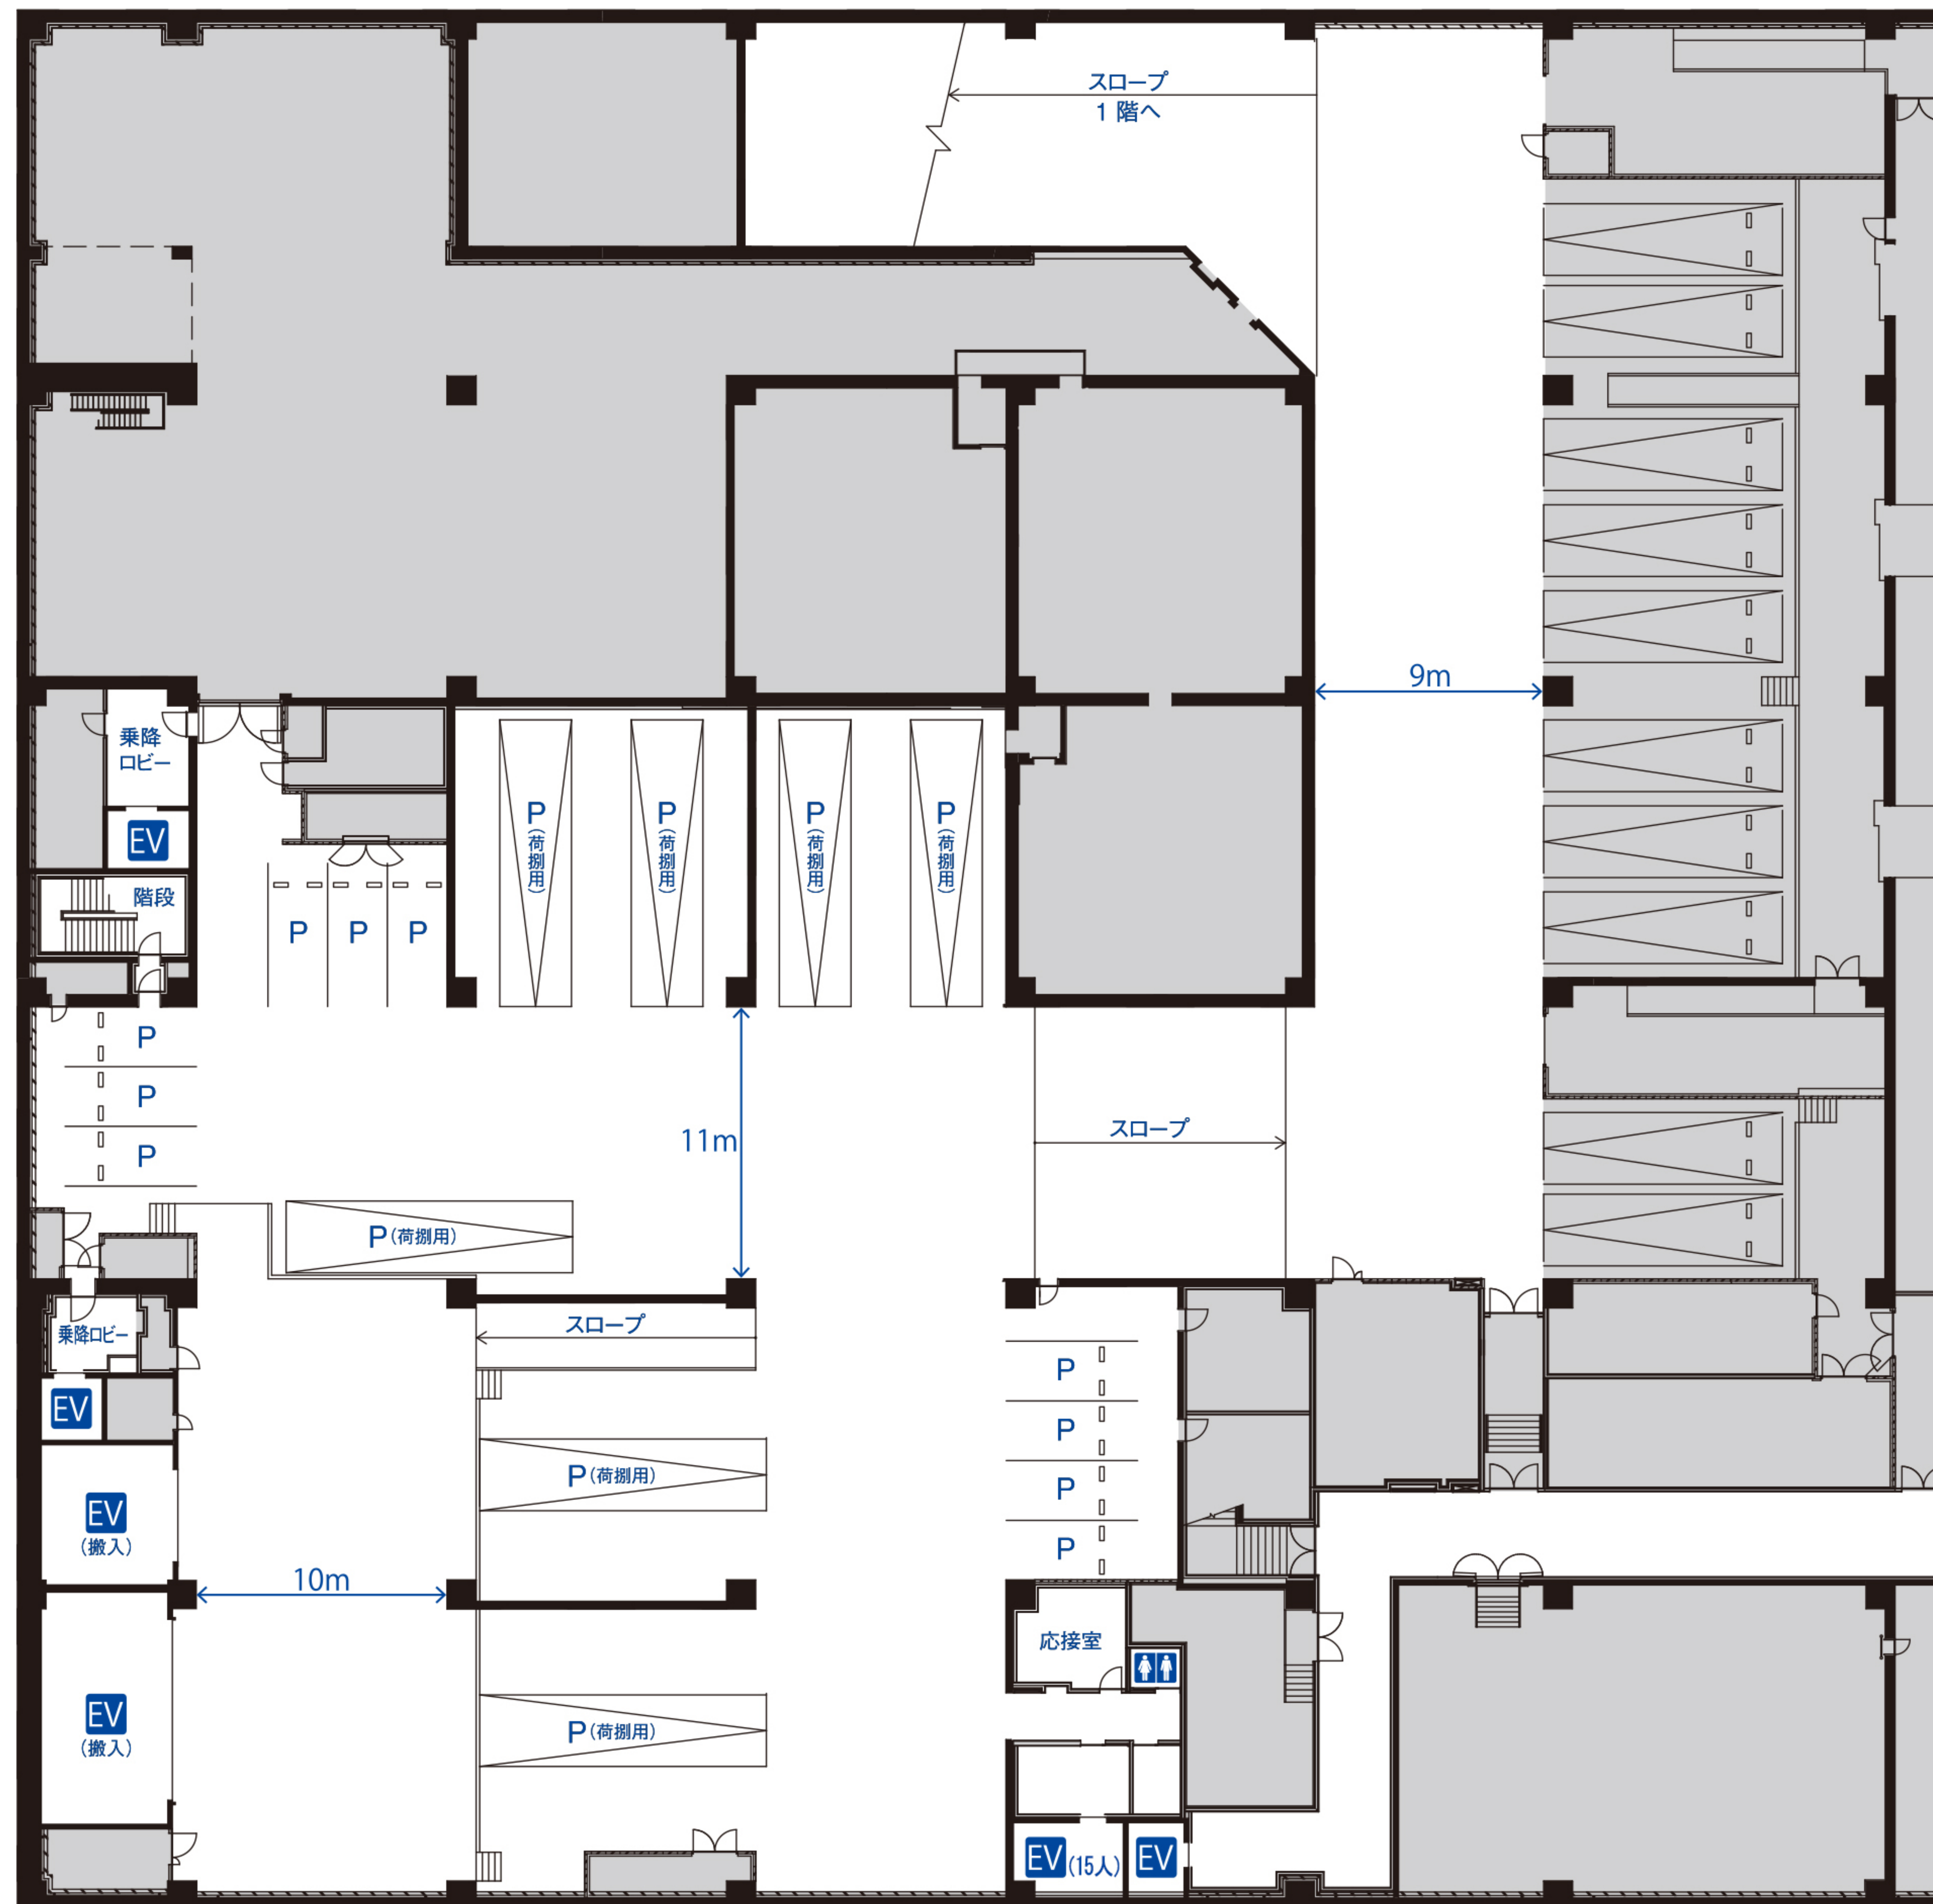 スロープ
1 階へ
9m
乗降
ロビー
EV
P
(荷捌用)
P
(荷捌用)
P
(荷捌用)
P
(荷捌用)
階段
P
P
P
P
P
P
11m
スロープ
P(荷捌用)
スロープ
乗降ロビー
EV
P
P
P
P
P(荷捌用)
EV
(搬入)
10m
応接室
EV
(搬入)
P(荷捌用)
EV(15人)
EV